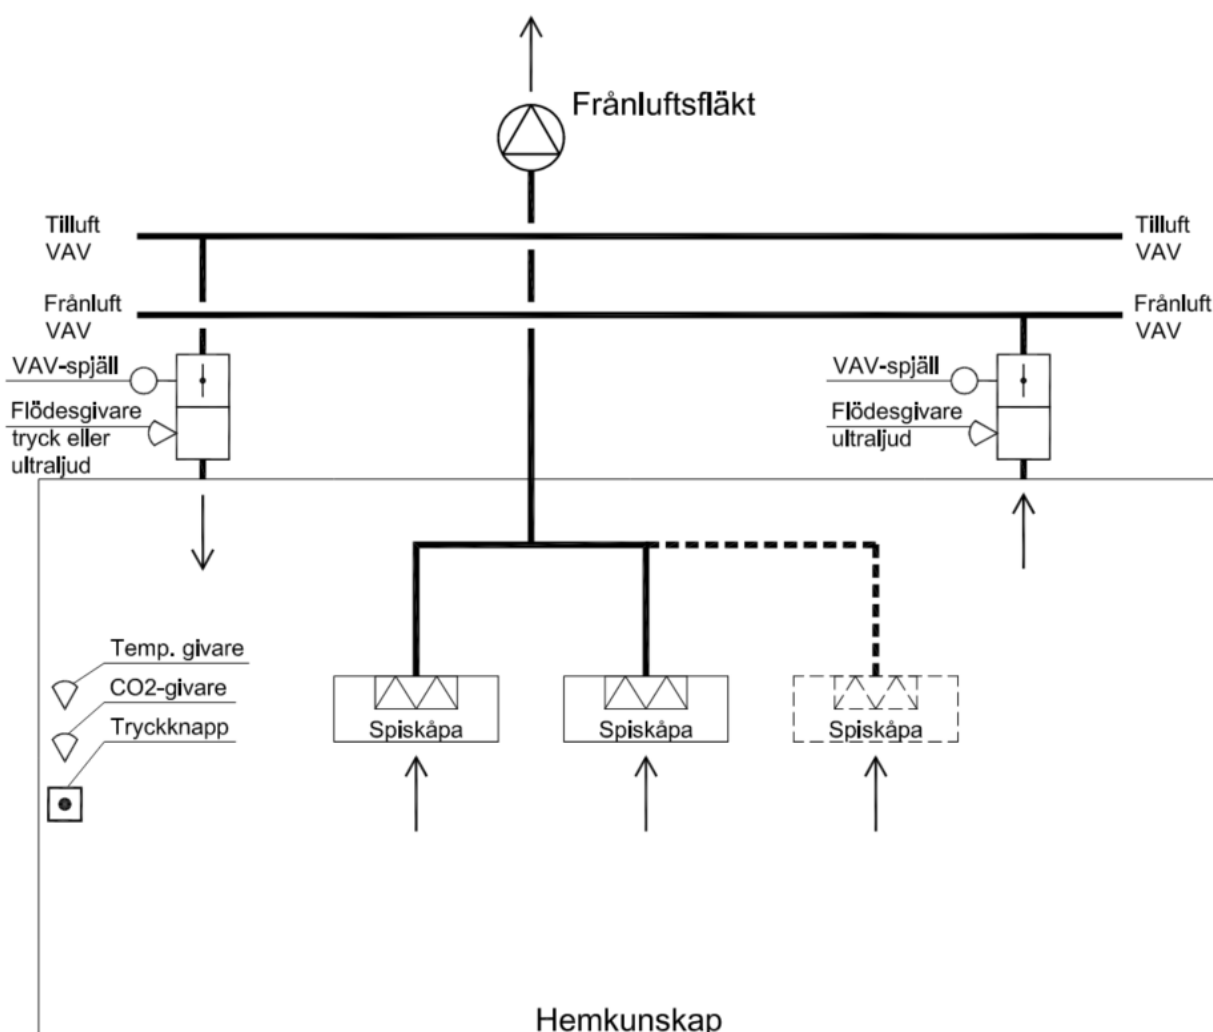 Frånluftsfläkt
Tilluft
VAV
Tilluft
VAV
Frånluft
VAV
Frånluft
VAV
VAV-spjäll
Flödesgivare
tryck eller
ultraljud
VAV-spjäll
Flödesgivare
ultraljud
Temp. givare
CO2-givare
Tryckknapp
Spiskåpa
Spiskåpa
Spiskåpa
Hemkunskap